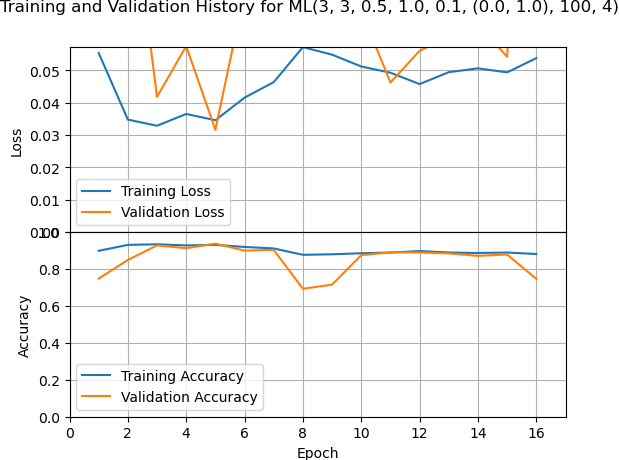 Training and Validation History for ML(3, 3, 0.5, 1.0, 0.1, (0.0, 1.0), 100, 4)
0.05
0.04
0.03
0.02
0.01
0.00
Loss
Training Loss
Validation Loss
1.0
0.8
0.6
0.4
0.2
0.0
Accuracy
Training Accuracy
Validation Accuracy
0 2 4 6 8 10 12 14 16
Epoch